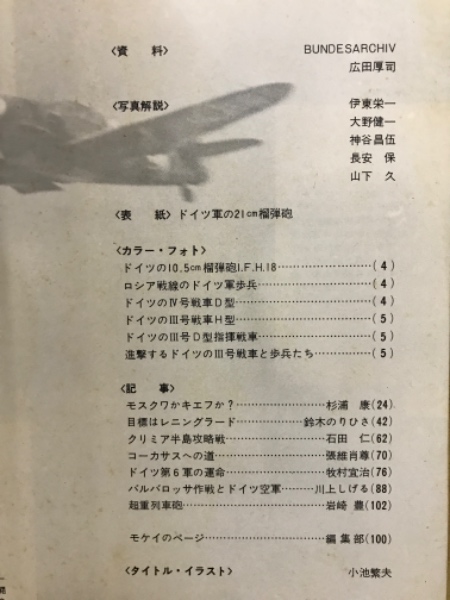 〈資　料〉 BUNDESARCHIV
広田厚司
〈写真解説〉 伊東栄一
大野健一
神谷昌伍
長安　保
山下　久
〈表　紙〉ドイツ軍の21cm榴弾砲
〈カラー・フォト〉
ドイツの10.5cm榴弾砲l.F.H.18……………………(4)
ロシア戦線のドイツ軍歩兵…………………………(4)
ドイツのⅣ号戦車D型………………………………(4)
ドイツのⅢ号戦車H型………………………………(5)
ドイツのⅢ号D型指揮戦車…………………………(5)
進撃するドイツのⅢ号戦車と歩兵たち……………(5)
〈記　事〉
モスクワかキエフか？……………………杉浦　康(24)
目標はレニングラード………………鈴木のりひさ(42)
クリミア半島攻略戦………………………石田　仁(62)
コーカサスへの道…………………………張維肖尊(70)
ドイツ第6軍の運命………………………牧村宜治(76)
バルバロッサ作戦とドイツ空軍………川上しげる(88)
超重列車砲…………………………………岩崎　豊(102)
モケイのページ……………………………編集部(100)
〈タイトル・イラスト〉 小池繁夫